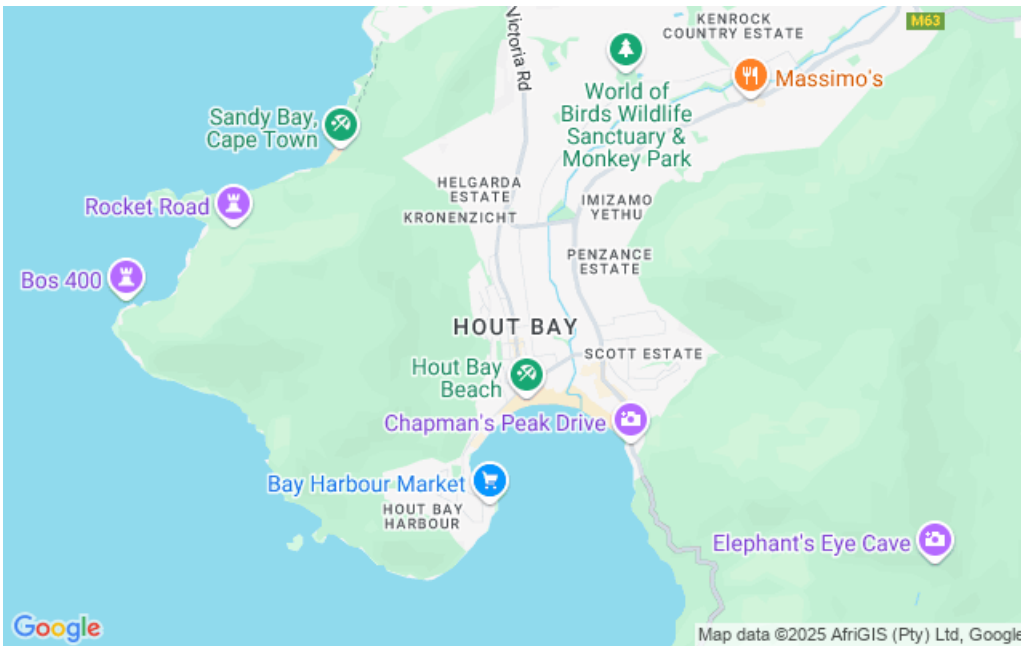 KENROCK
COUNTRY ESTATE
M63
Victoria Rd
Massimo's
World of
Birds Wildlife
Sanctuary &
Monkey Park
Sandy Bay,
Cape Town
HELGARDA
ESTATE
IMIZAMO
YETHU
Rocket Road
KRONENZICHT
PENZANCE
ESTATE
Bos 400
HOUT BAY
SCOTT ESTATE
Hout Bay
Beach
Chapman's Peak Drive
Bay Harbour Market
HOUT BAY
HARBOUR
Elephant's Eye Cave
Google
Map data ©2025 AfriGIS (Pty) Ltd, Google